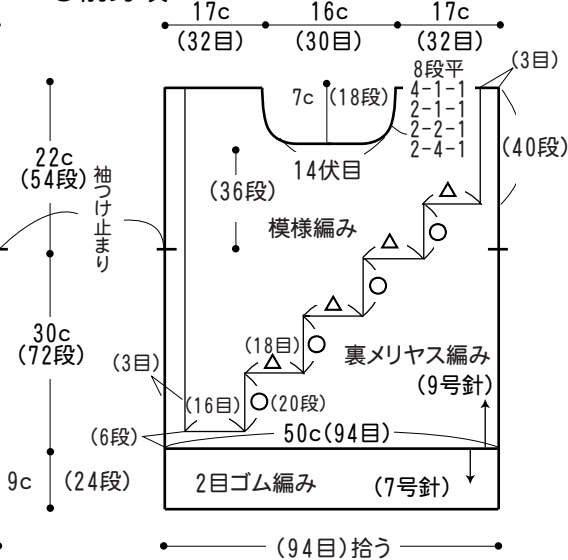 17c
16c
17c
(32目)
(30目)
(32目)
(3目)
8段平
4-1-1
2-1-1
2-2-1
2-4-1
7c
(18段)
(40段)
14伏目
22c
(54段)
袖つけ止まり
(36段)
模様編み
30c
(72段)
(18目)
裏メリヤス編み
(3目)
(9号針)
(16目)
(20段)
(6段)
50c(94目)
9c
(24段)
2目ゴム編み
(7号針)
(94目)拾う